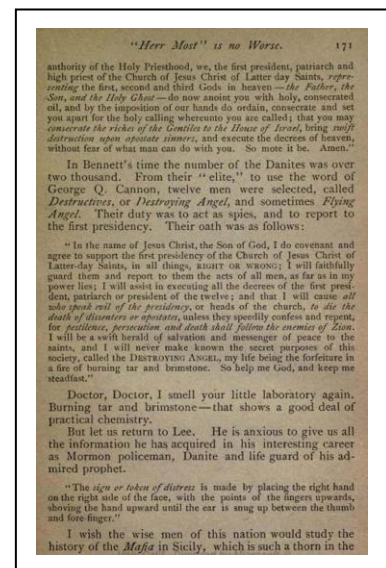 "Herr Most" is no Worse. 171
authority of the Holy Priesthood, we, the first president, patriarch and
high priest of the Church of Jesus Christ of Latter day Saints, repre-
senting the first, second and third Gods in heaven—the Father, the
Son, and the Holy Ghost—do now anoint you with holy, consecrated
oil, and by the imposition of our hands do ordain, consecrate and set
you apart for the holy calling whereunto you are called; that you may
consecrate the riches of the Gentiles to the House of Israel, bring swift
destruction upon apostate sinners, and execute the decrees of heaven
without fear of what man can do with you. So mote it be. Amen."
In Bennett's time the number of the Danites was over
two thousand. From their "elite," to use the word of
George Q. Cannon, twelve men were selected, called
Destructives, or Destroying Angel, and sometimes Flying
Angel. Their duty was to act as spies, and to report to
the first presidency. Their oath was as follows:
"In the name of Jesus Christ, the Son of God, I do covenant and
agree to support the first presidency of the Church of Jesus Christ of
Latter-day Saints, in all things, RIGHT OR WRONG; I will faithfully
guard them and report to them the acts of all men, as far as in my
power lies; I will assist in executing all the decrees of the first presi-
dent, patriarch or president of the twelve; and that I will cause all
who speak evil of the presidency, or heads of the church, to die the
death of dissenters or apostates, unless they speedily confess and repent,
for pestilence, persecution and death shall follow the enemies of Zion.
I will be a swift herald of salvation and messenger of peace to the
saints, and I will never make known the secret purposes of this
society, called the DESTROYING ANGEL, my life being the forfeiture in
a fire of burning tar and brimstone. So help me God, and keep me
steadfast."
Doctor, Doctor, I smell your little laboratory again.
Burning tar and brimstone—that shows a good deal of
practical chemistry.
But let us return to Lee. He is anxious to give us all
the information he has acquired in his interesting career
as Mormon policeman, Danite and life guard of his ad-
mired prophet.
"The sign or token of distress is made by placing the right hand
on the right side of the face, with the points of the fingers upwards,
shoving the hand upward until the ear is snug up between the thumb
and fore-finger."
I wish the wise men of this nation would study the
history of the Mafia in Sicily, which is such a thorn in the